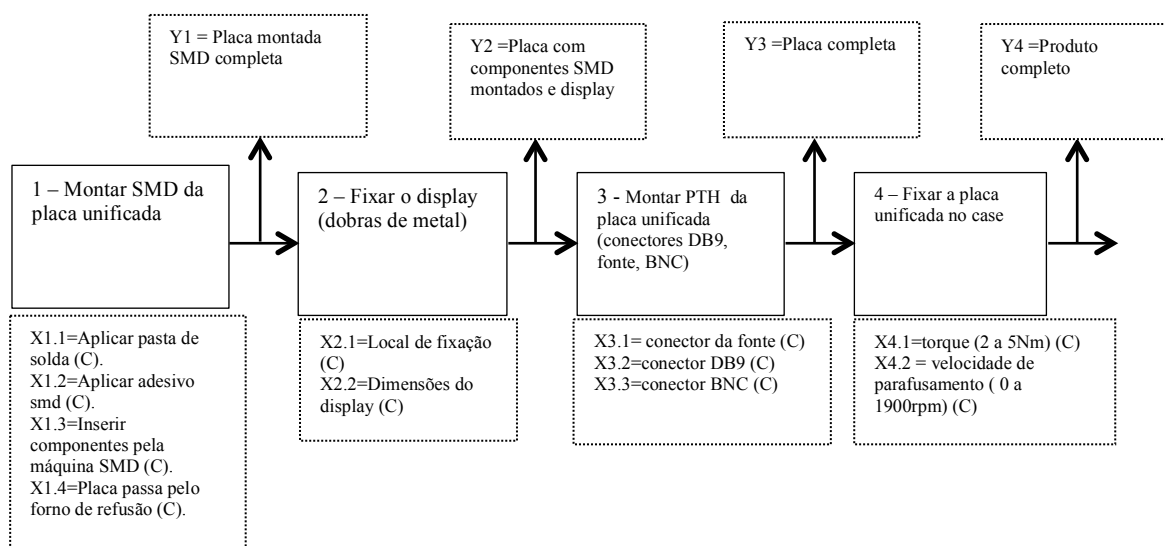 Y1 = Placa montada
SMD completa
Y2 =Placa com
componentes SMD
montados e display
Y3 =Placa completa
Y4 =Produto
completo
1 – Montar SMD da
placa unificada
2 – Fixar o display
(dobras de metal)
3 - Montar PTH da
placa unificada
(conectores DB9,
fonte, BNC)
4 – Fixar a placa
unificada no case
X1.1=Aplicar pasta de
solda (C).
X1.2=Aplicar adesivo
smd (C).
X1.3=Inserir
componentes pela
máquina SMD (C).
X1.4=Placa passa pelo
forno de refusão (C).
X2.1=Local de fixação
(C)
X2.2=Dimensões do
display (C)
X3.1= conector da fonte (C)
X3.2=conector DB9 (C)
X3.3=conector BNC (C)
X4.1=torque (2 a 5Nm) (C)
X4.2 = velocidade de
parafusamento ( 0 a
1900rpm) (C)